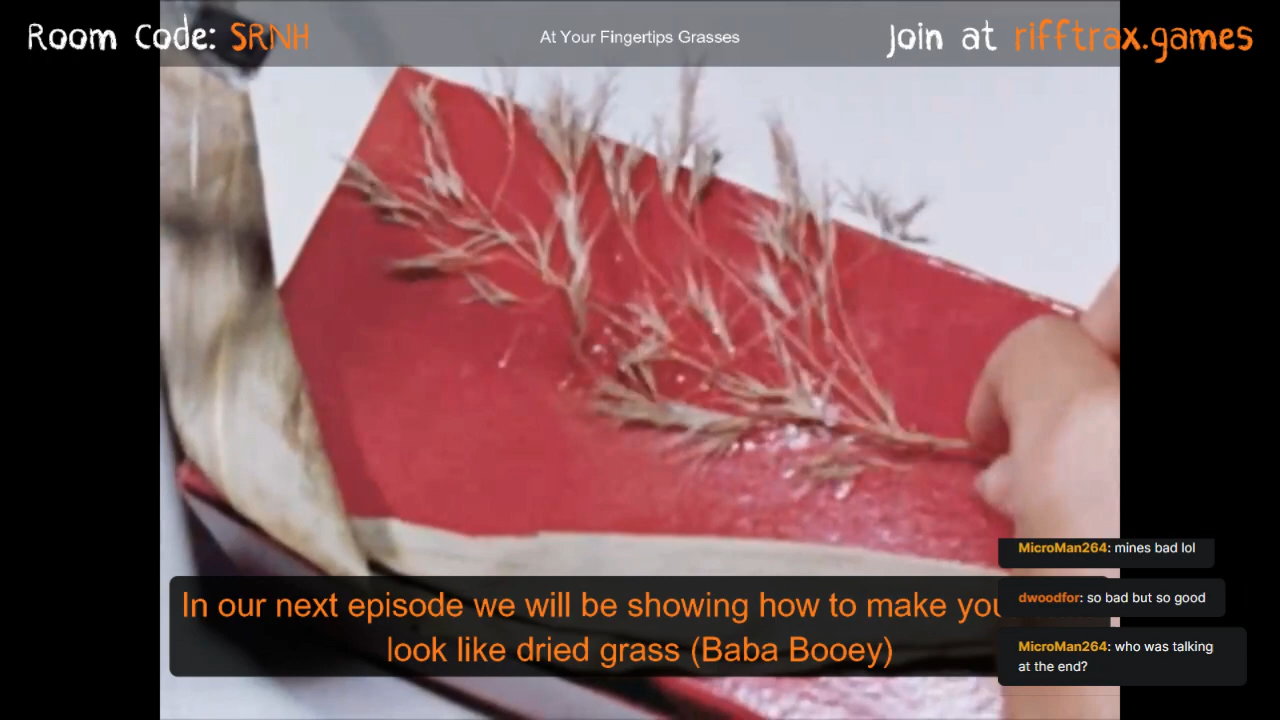 Room Code: SRNH
At Your Fingertips Grasses
Join at rifftrax.games
In our next episode we will be showing how to make you
look like dried grass (Baba Booey)
MicroMan264: mines bad lol
dwoodfor: so bad but so good
MicroMan264: who was talking
at the end?